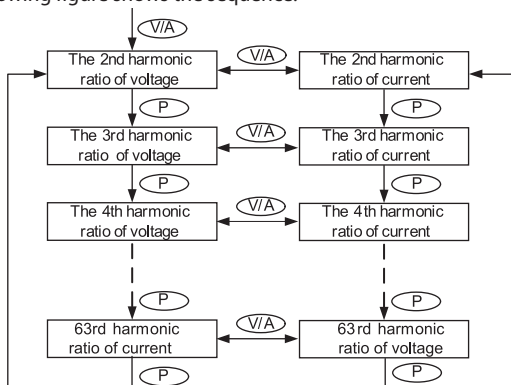 owing figure shows the sequence.
V/A
The 2nd harmonic
ratio of voltage
V/A
The 2nd harmonic
ratio of current
P
P
The 3rd harmonic
ratio of voltage
V/A
The 3rd harmonic
ratio of current
P
P
The 4th harmonic
ratio of voltage
V/A
The 4th harmonic
ratio of current
P
P
63rd harmonic
ratio of current
V/A
63rd harmonic
ratio of voltage
P
P